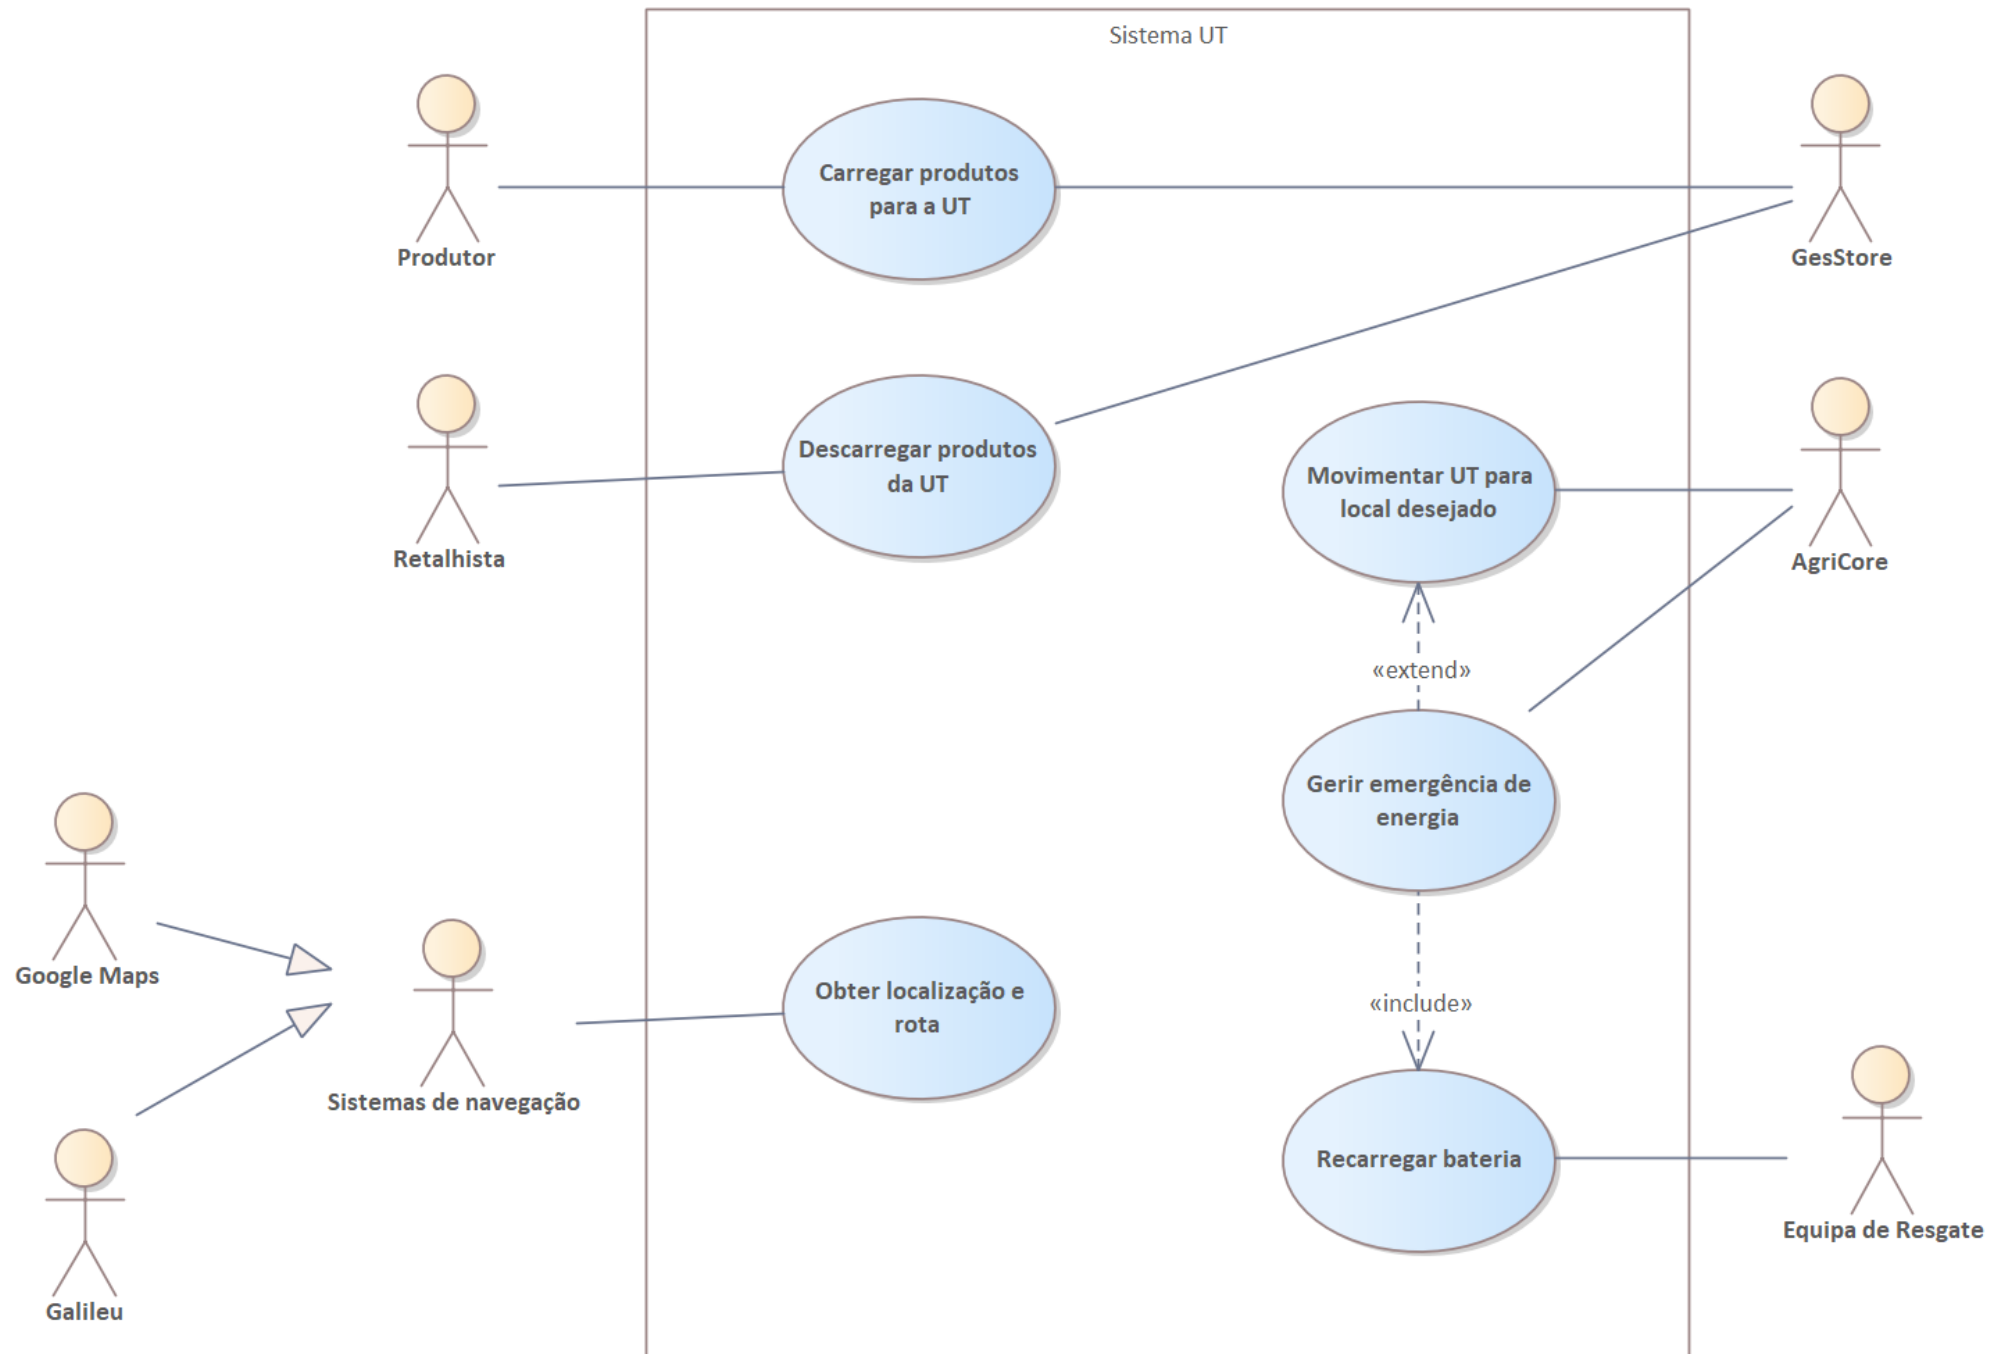 Sistema UT
Carregar produtos
para a UT
Produtor
GesStore
Descarregar produtos
da UT
Movimentar UT para
local desejado
Retalhista
AgriCore
«extend»
Gerir emergência de
energia
Google Maps
Obter localização e
rota
«include»
Sistemas de navegação
Recarregar bateria
Equipa de Resgate
Galileu